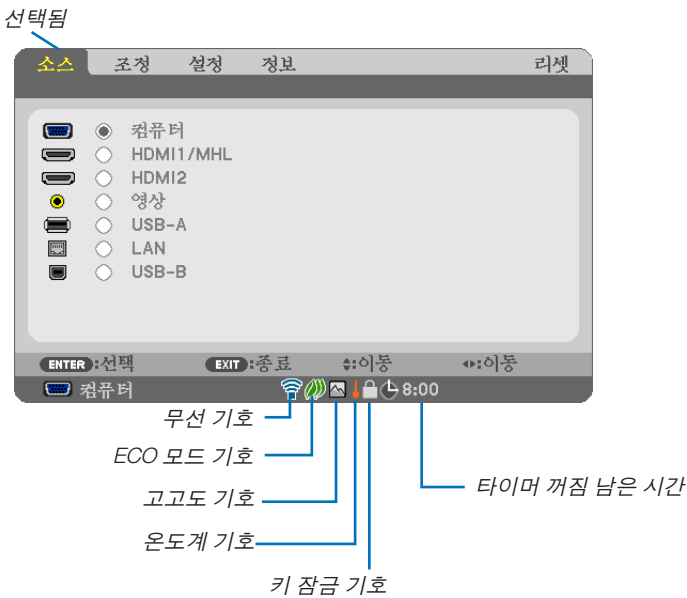 선택됨
소스 조정 설정 정보 리셋
컴퓨터
HDMI1/MHL
HDMI2
영상
USB-A
LAN
USB-B
ENTER:선택 EXIT:종료 :이동 :이동
컴퓨터 8:00
무선 기호
ECO 모드 기호
타이머 꺼짐 남은 시간
고고도 기호
온도계 기호
키 잠금 기호